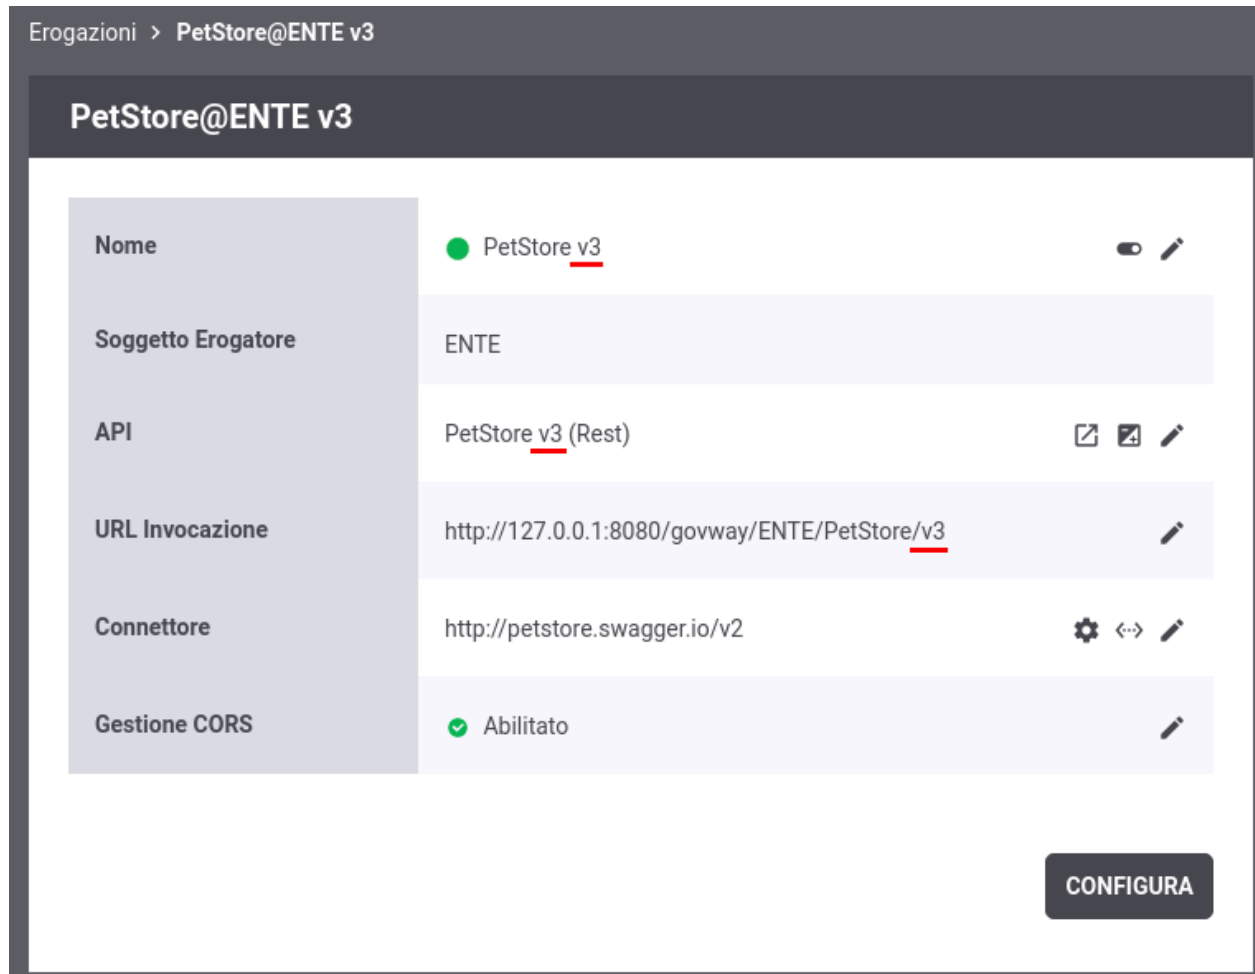 Erogazioni > PetStore@ENTE v3
PetStore@ENTE v3
Nome PetStore v3
Soggetto Erogatore ENTE
API PetStore v3 (Rest)
URL Invocazione http://127.0.0.1:8080/govway/ENTE/PetStore/v3
Connettore http://petstore.swagger.io/v2
Gestione CORS Abilitato
CONFIGURA